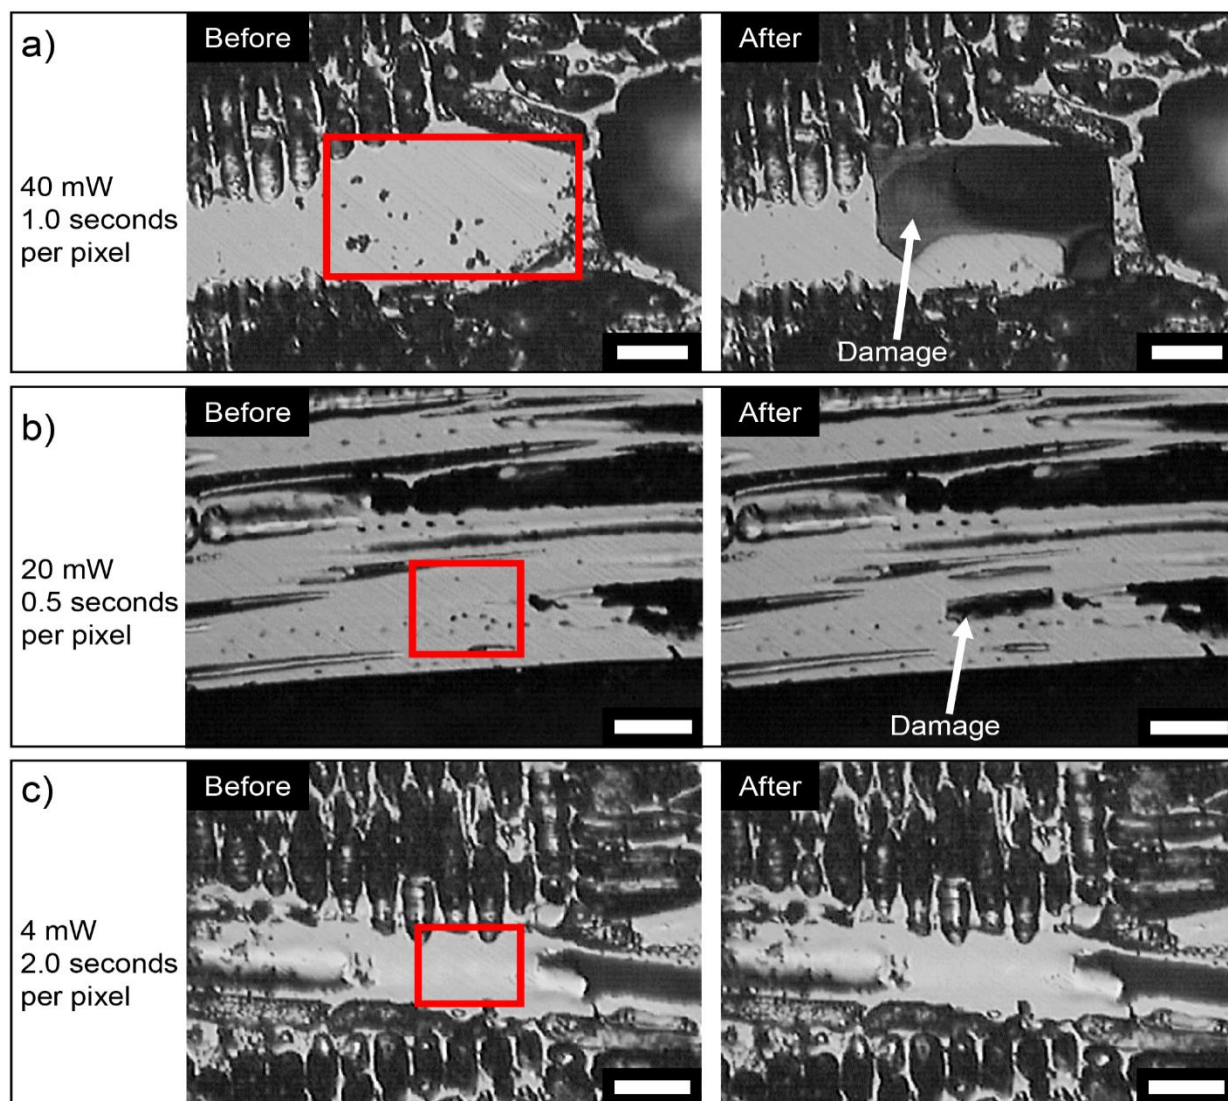 a)
Before
After
40 mW
1.0 seconds
per pixel
Damage
b)
Before
After
20 mW
0.5 seconds
per pixel
Damage
c)
Before
After
4 mW
2.0 seconds
per pixel